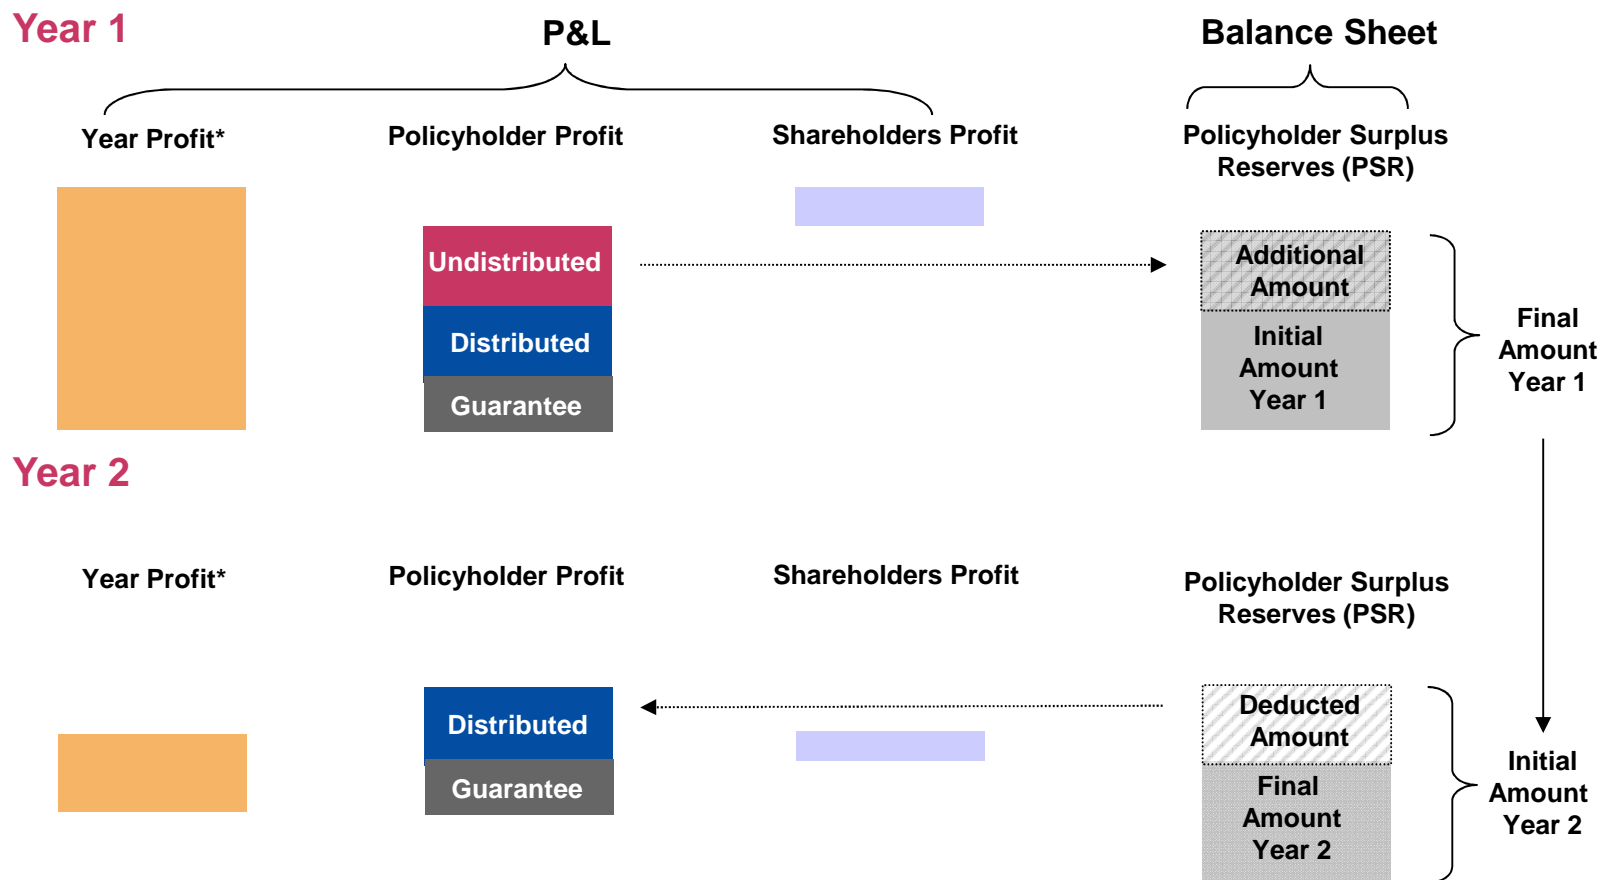 Year 1
P&L
Balance Sheet
Year Profit*
Policyholder Profit
Shareholders Profit
Policyholder Surplus
Reserves (PSR)
Undistributed
Distributed
Guarantee
Additional
Amount
Initial
Amount
Year 1
Final
Amount
Year 1
Year 2
Year Profit*
Policyholder Profit
Shareholders Profit
Policyholder Surplus
Reserves (PSR)
Distributed
Guarantee
Deducted
Amount
Final
Amount
Year 2
Initial
Amount
Year 2